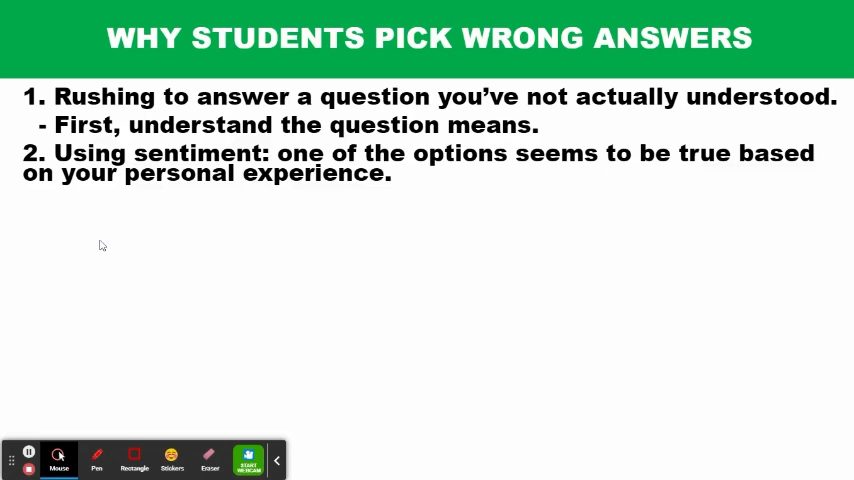 WHY STUDENTS PICK WRONG ANSWERS
1. Rushing to answer a question you’ve not actually understood.
- First, understand the question means.
2. Using sentiment: one of the options seems to be true based
on your personal experience.
Mouse
Pen
Rectangle
Stickers
Eraser
START
WEBCAM